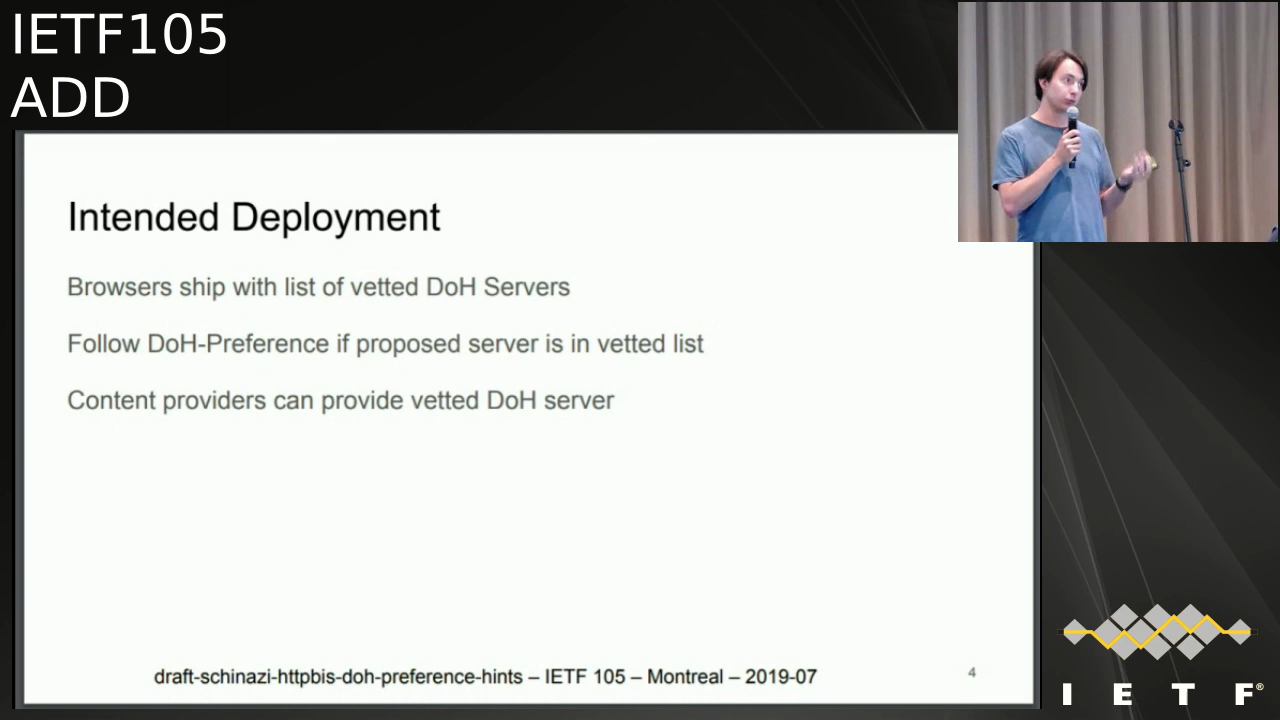 IETF105
ADD
Intended Deployment
Browsers ship with list of vetted DoH Servers
Follow DoH-Preference if proposed server is in vetted list
Content providers can provide vetted DoH server
draft-schinazi-httpbis-doh-preference-hints – IETF 105 – Montreal – 2019-07
4
I E T F®